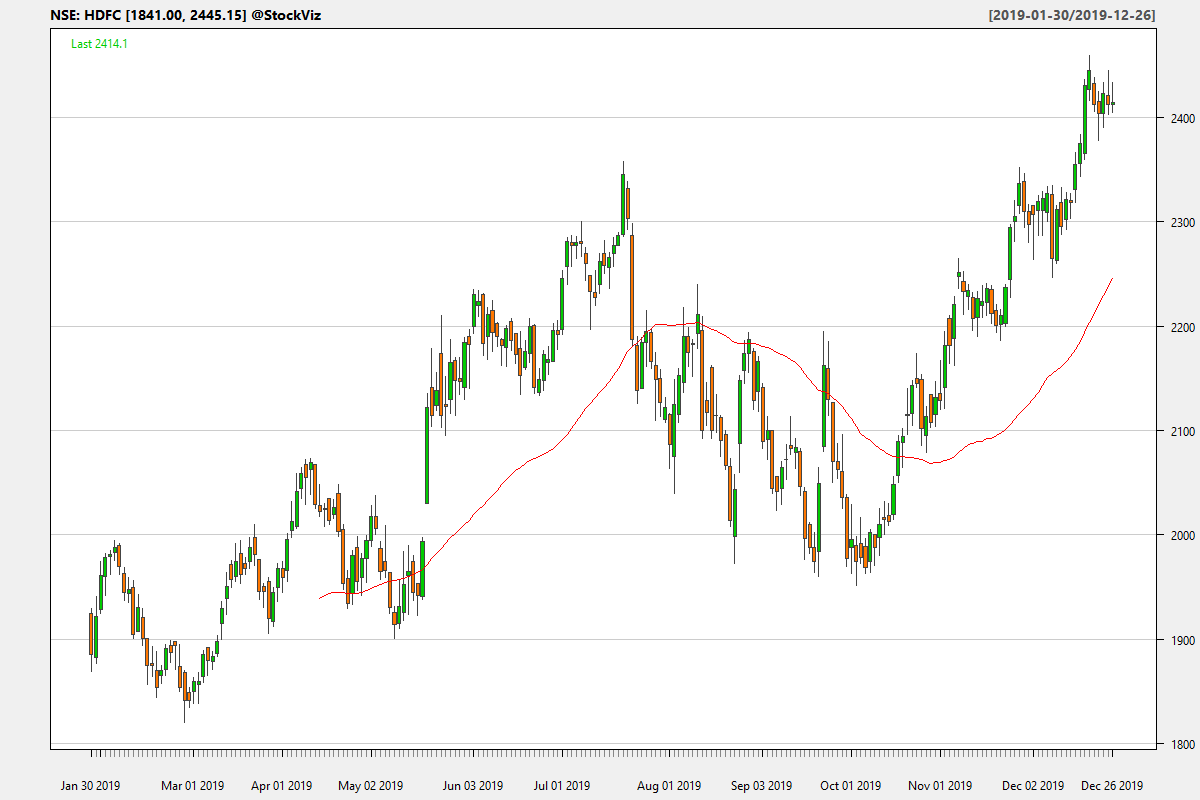 NSE: HDFC [1841.00, 2445.15] @StockViz [2019-01-30/2019-12-26]
Last 2414.1
2400
2300
2200
2100
2000
1900
1800
Jan 30 2019 Mar 01 2019 Apr 01 2019 May 02 2019 Jun 03 2019 Jul 01 2019 Aug 01 2019 Sep 03 2019 Oct 01 2019 Nov 01 2019 Dec 02 2019 Dec 26 2019